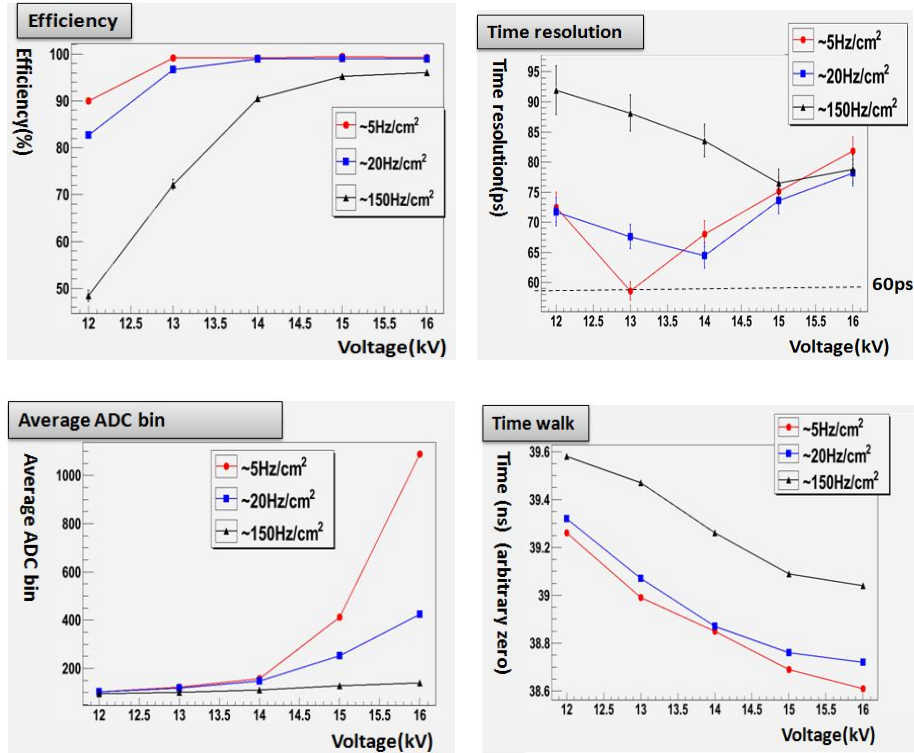 Efficiency
Efficiency(%)
100
90
80
70
60
50
~5Hz/cm²
~20Hz/cm²
~150Hz/cm²
12 12.5 13 13.5 14 14.5 15 15.5 16
Voltage(kV)
Time resolution
Time resolution(ps)
95
90
85
80
75
70
65
60
~5Hz/cm²
~20Hz/cm²
~150Hz/cm²
60ps
12 12.5 13 13.5 14 14.5 15 15.5 16
Voltage(kV)
Average ADC bin
Average ADC bin
1000
800
600
400
200
~5Hz/cm²
~20Hz/cm²
~150Hz/cm²
12 12.5 13 13.5 14 14.5 15 15.5 16
Voltage(kV)
Time walk
Time (ns) (arbitrary zero)
39.6
39.4
39.2
39
38.8
38.6
~5Hz/cm²
~20Hz/cm²
~150Hz/cm²
12 12.5 13 13.5 14 14.5 15 15.5 16
Voltage(kV)